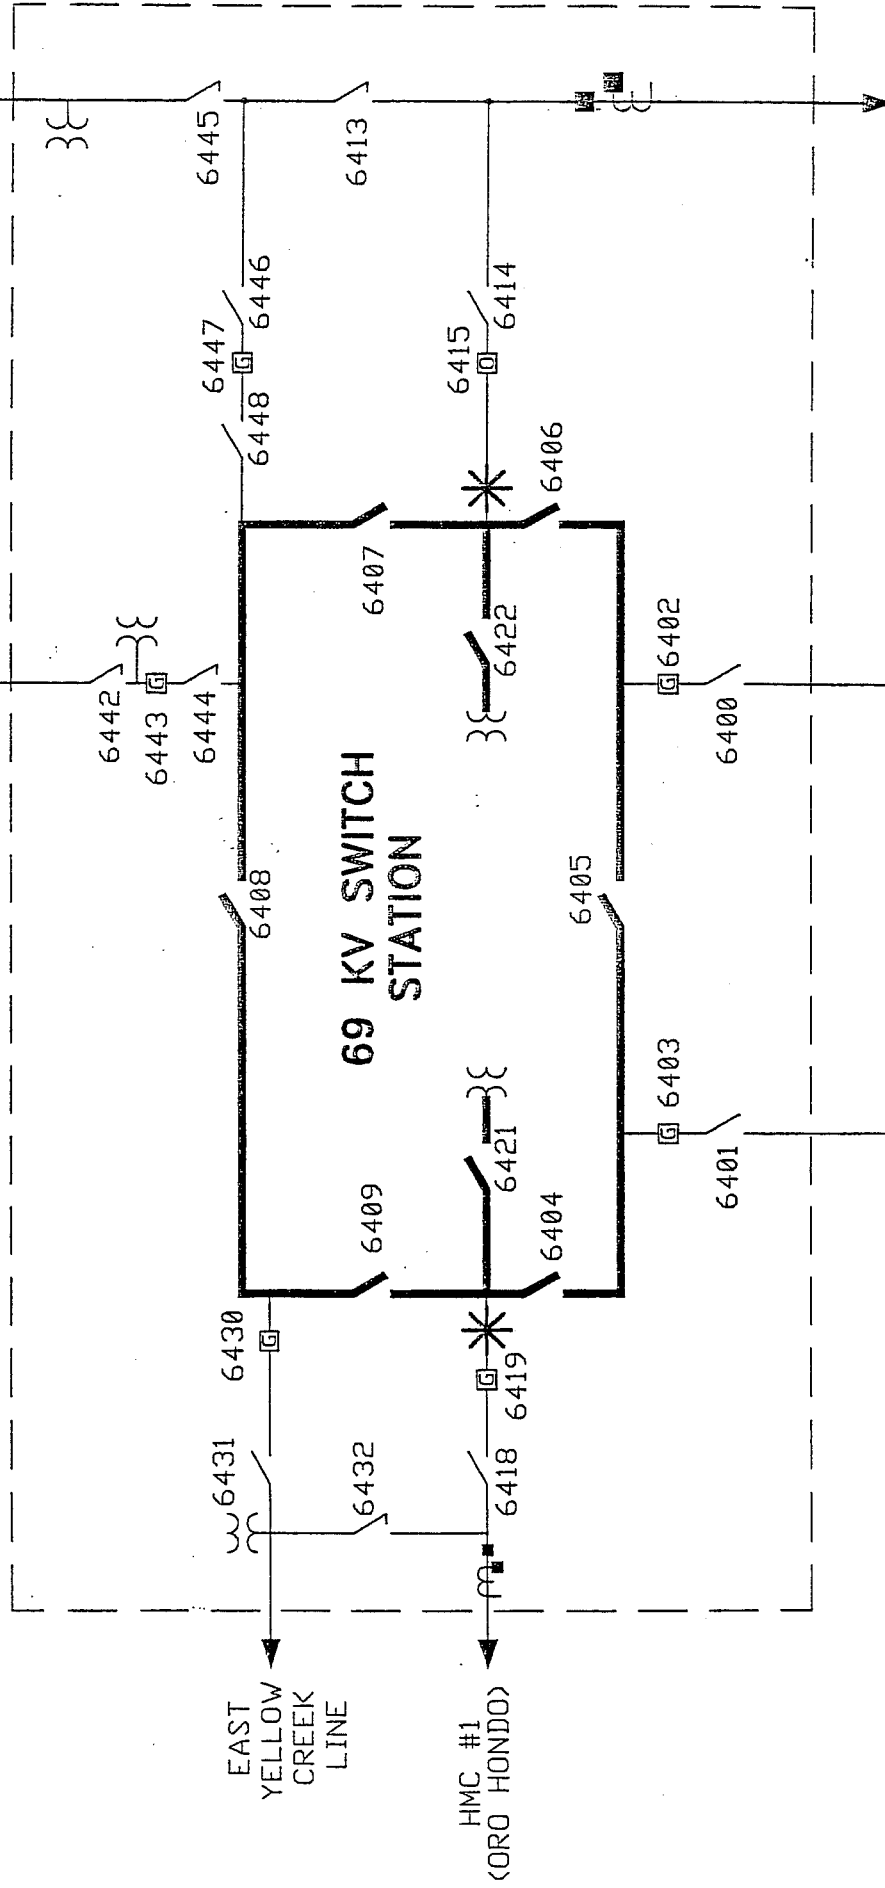 6445
6413
6446
6447
6448
G
6414
6415
O
6406
6407
6422
6442
6443
6444
G
6402
G
6400
69 KV SWITCH
STATION
6408
6405
6403
G
6401
6421
6409
6404
6430
G
6419
G
6431
6432
6418
EAST
YELLOW
CREEK
LINE
HMC #1
(ORO HONDO)